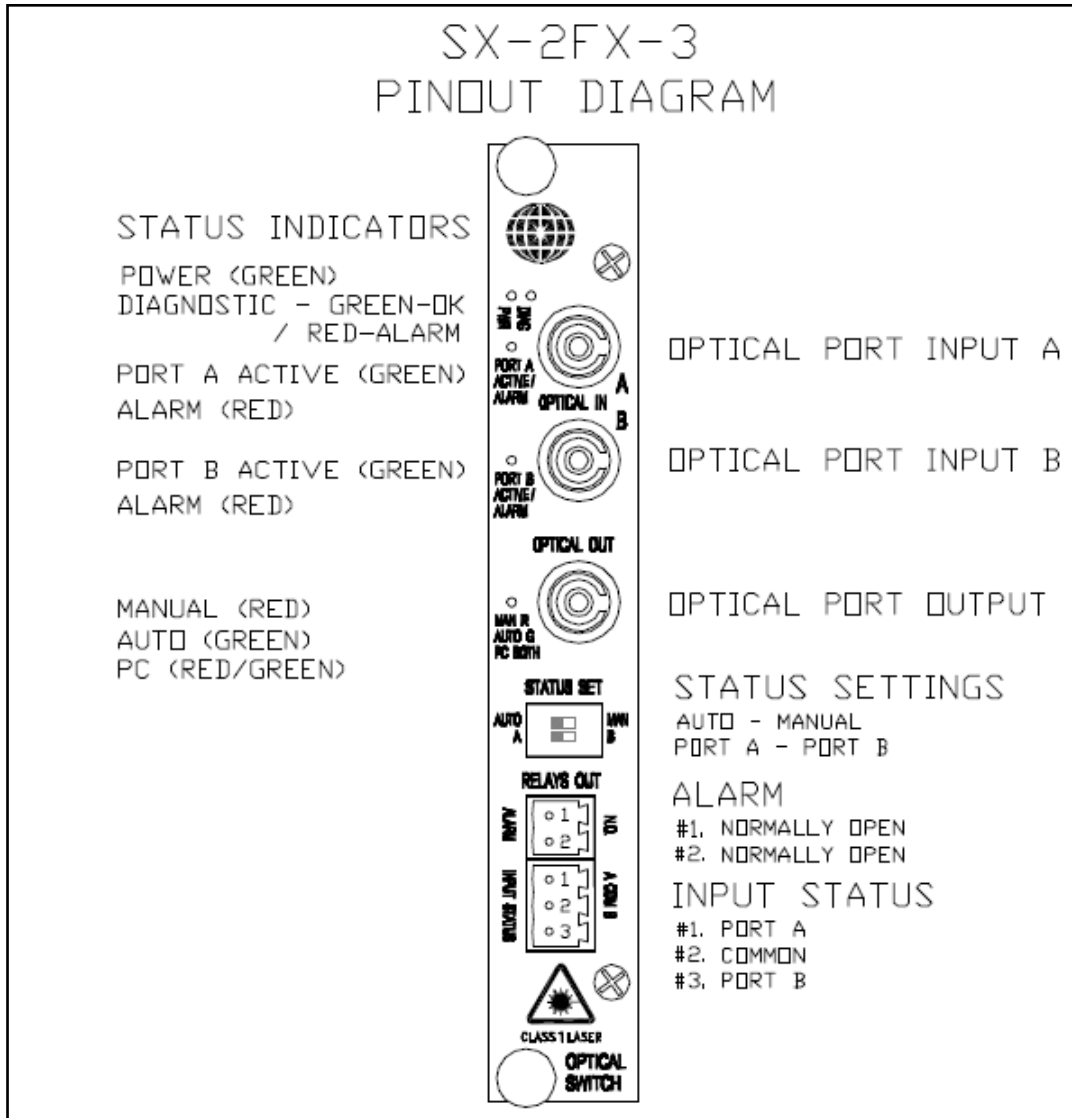 SX-2FX-3
PINOUT DIAGRAM
STATUS INDICATORS
POWER (GREEN)
DIAGNOSTIC - GREEN-OK
/ RED-ALARM
PORT A ACTIVE (GREEN)
ALARM (RED)
PORT B ACTIVE (GREEN)
ALARM (RED)
MANUAL (RED)
AUTO (GREEN)
PC (RED/GREEN)
PWR
DIAG
PORT A
ACTIVE/
ALARM
A
OPTICAL IN
B
PORT B
ACTIVE/
ALARM
OPTICAL OUT
MAN R
AUTO G
PC BOTH
STATUS SET
AUTO
A
MAN
B
RELAYS OUT
ALARM
1
2
N.O.
INPUT STATUS
1
2
3
A COM B
CLASS 1 LASER
OPTICAL
SWITCH
OPTICAL PORT INPUT A
OPTICAL PORT INPUT B
OPTICAL PORT OUTPUT
STATUS SETTINGS
AUTO - MANUAL
PORT A - PORT B
ALARM
#1. NORMALLY OPEN
#2. NORMALLY OPEN
INPUT STATUS
#1. PORT A
#2. COMMON
#3. PORT B